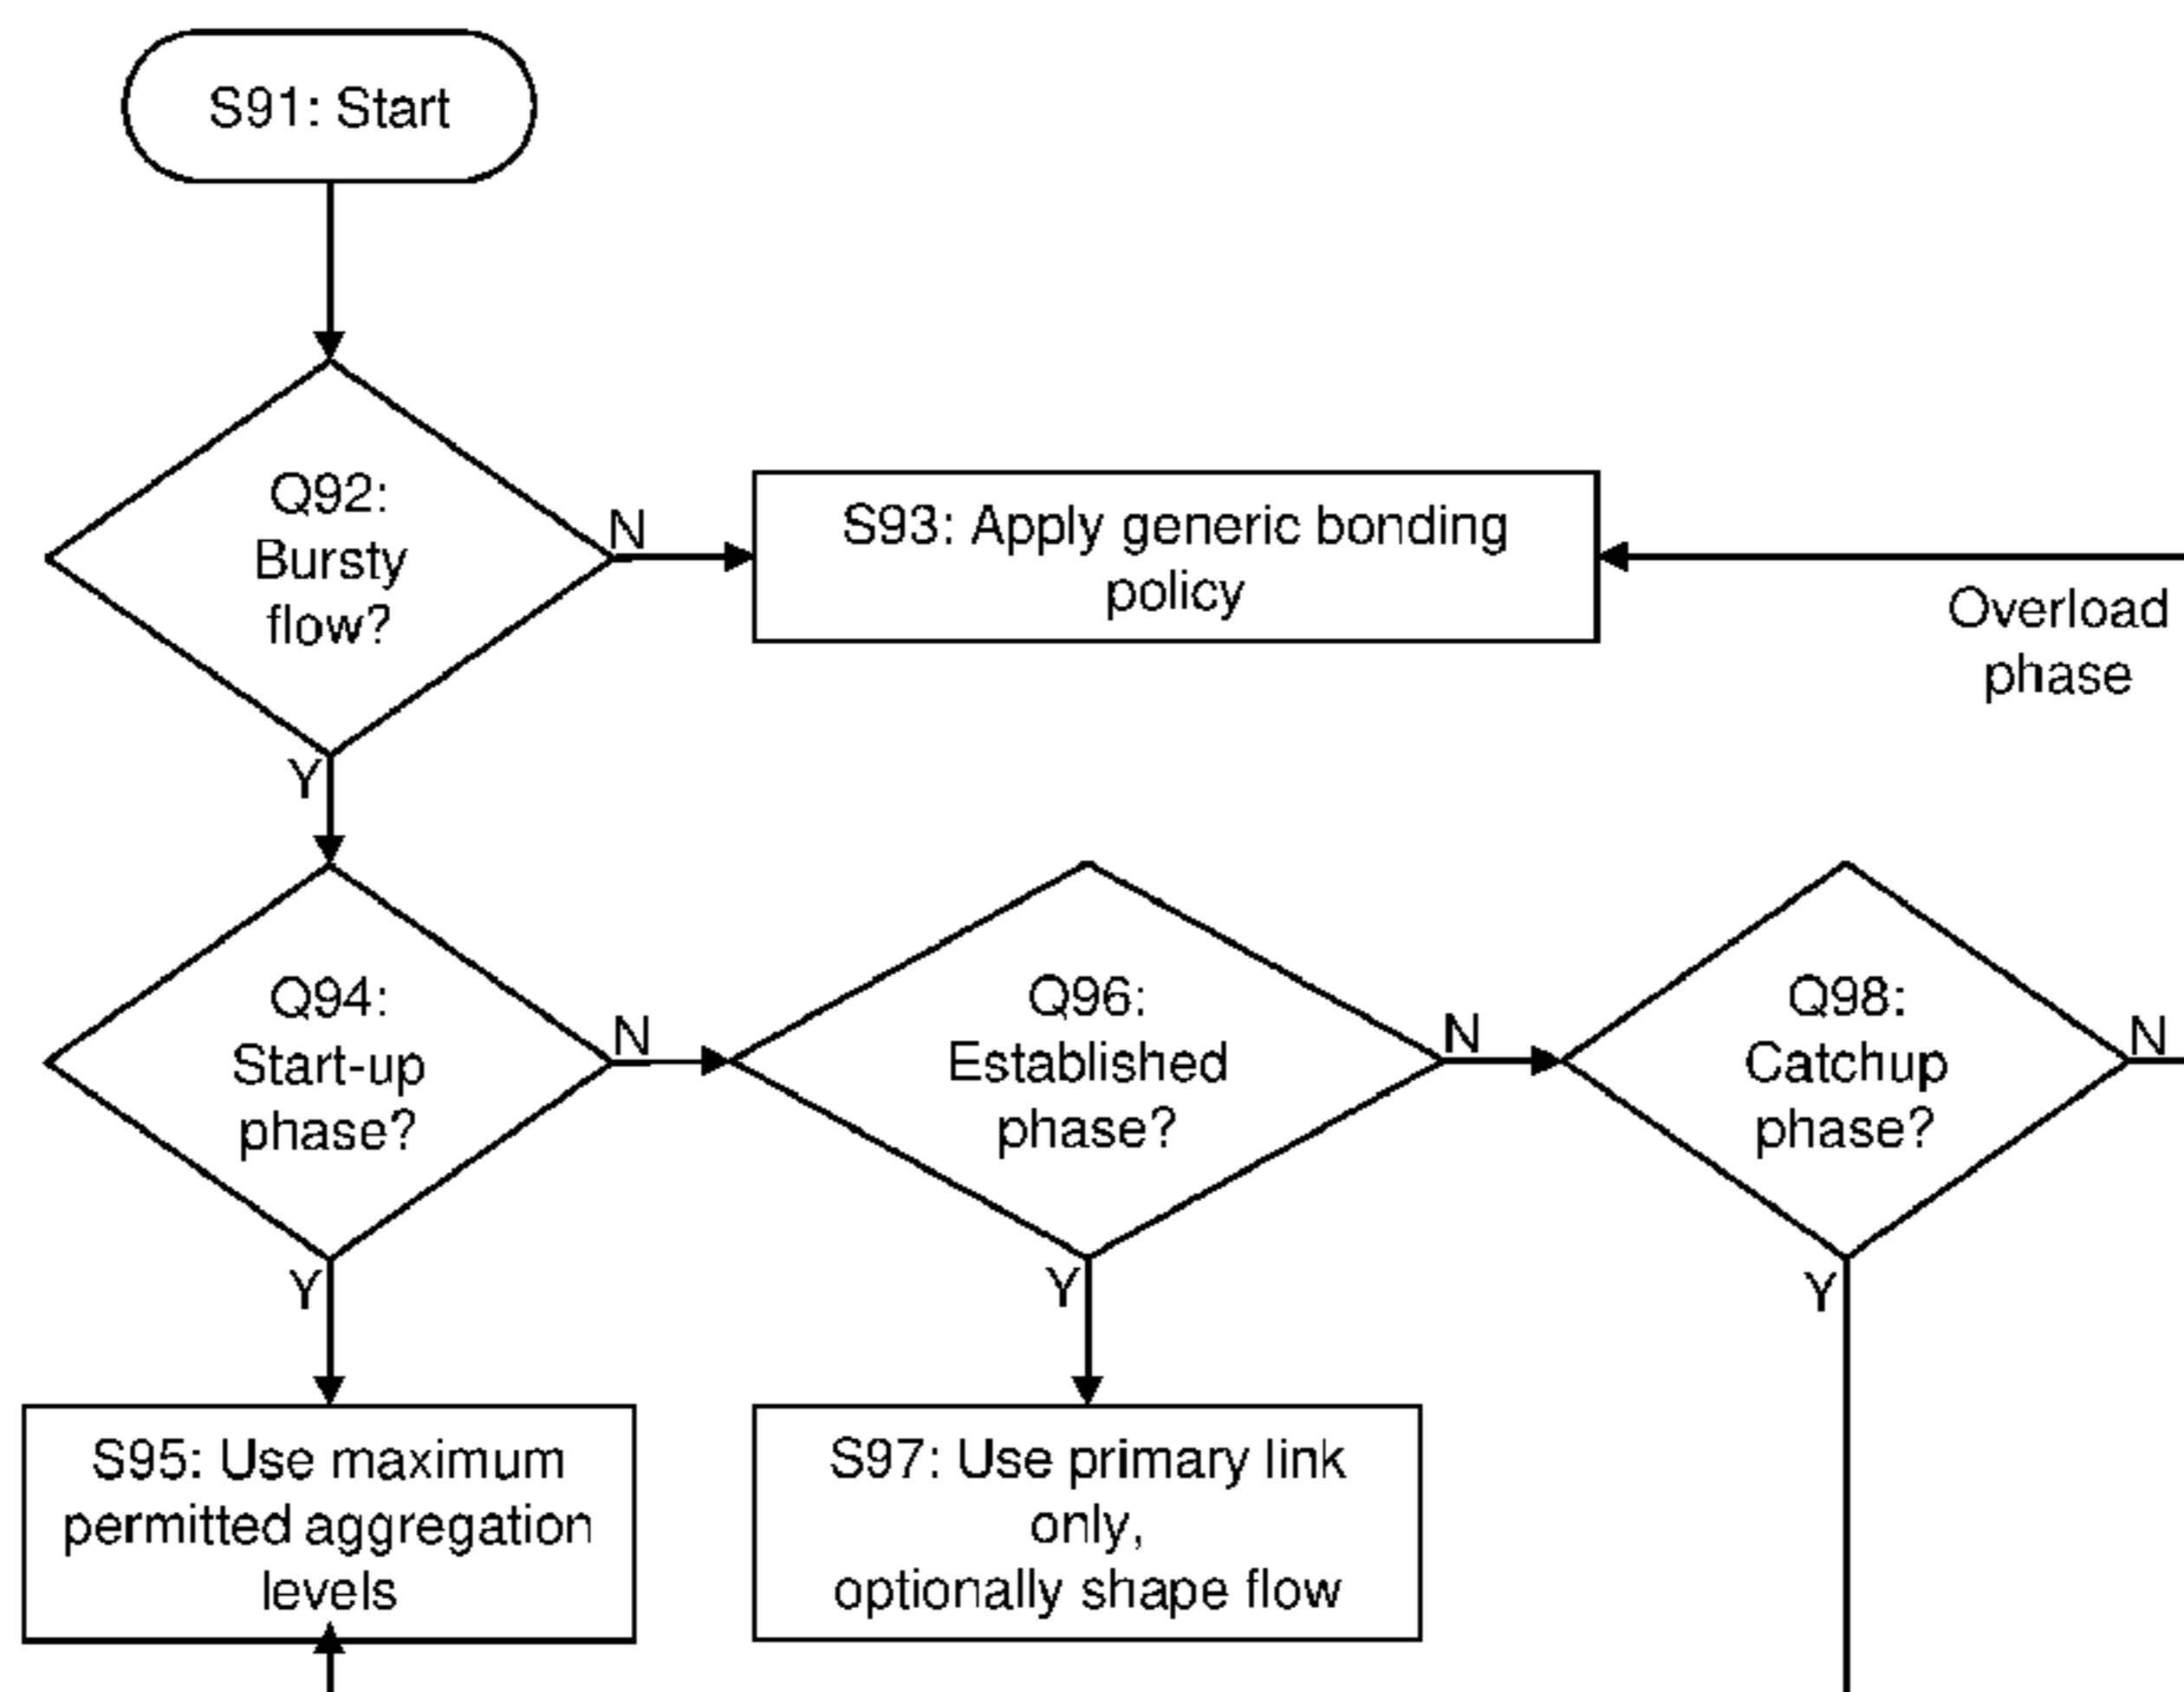 S91: Start
Q92:
Bursty
flow?
N
S93: Apply generic bonding
policy
Overload
phase
Y
Q94:
Start-up
phase?
N
Q96:
Established
phase?
N
Q98:
Catchup
phase?
N
Y
Y
Y
S95: Use maximum
permitted aggregation
levels
S97: Use primary link
only,
optionally shape flow